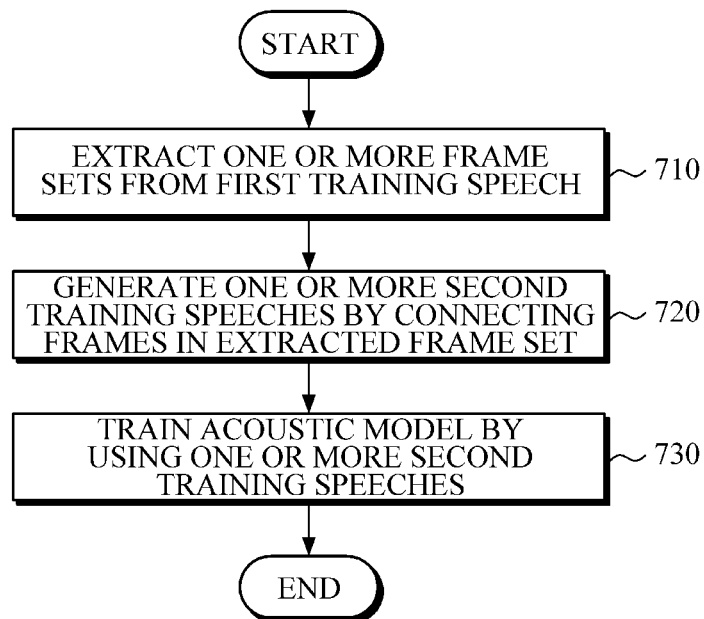 START
EXTRACT ONE OR MORE FRAME
SETS FROM FIRST TRAINING SPEECH
710
GENERATE ONE OR MORE SECOND
TRAINING SPEECHES BY CONNECTING
FRAMES IN EXTRACTED FRAME SET
720
TRAIN ACOUSTIC MODEL BY
USING ONE OR MORE SECOND
TRAINING SPEECHES
730
END